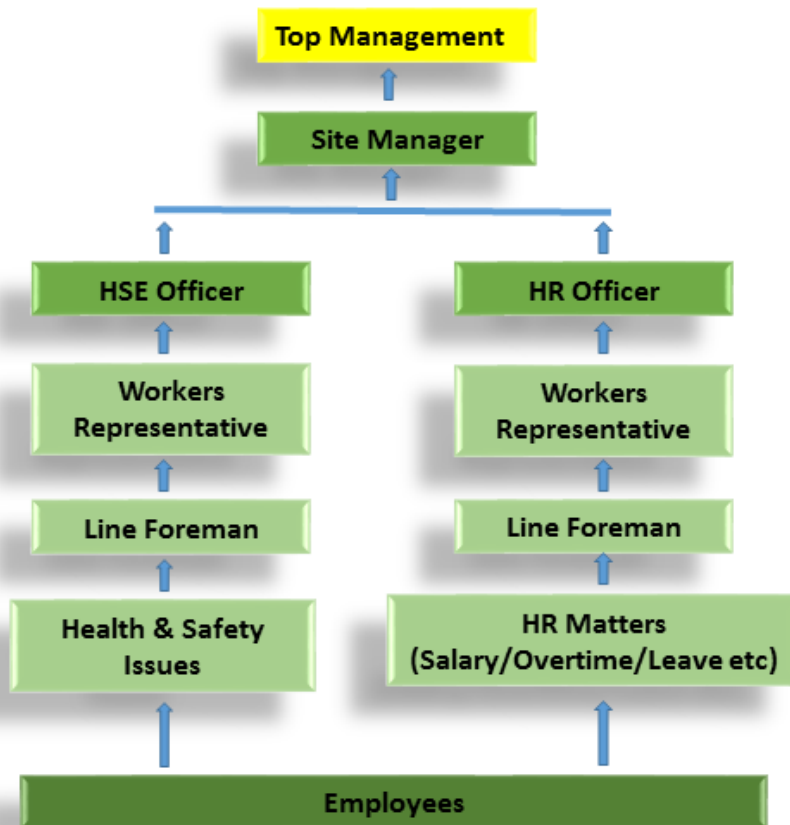 Top Management
Site Manager
HSE Officer
HR Officer
Workers
Representative
Workers
Representative
Line Foreman
Line Foreman
Health & Safety
Issues
HR Matters
(Salary/Overtime/Leave etc)
Employees